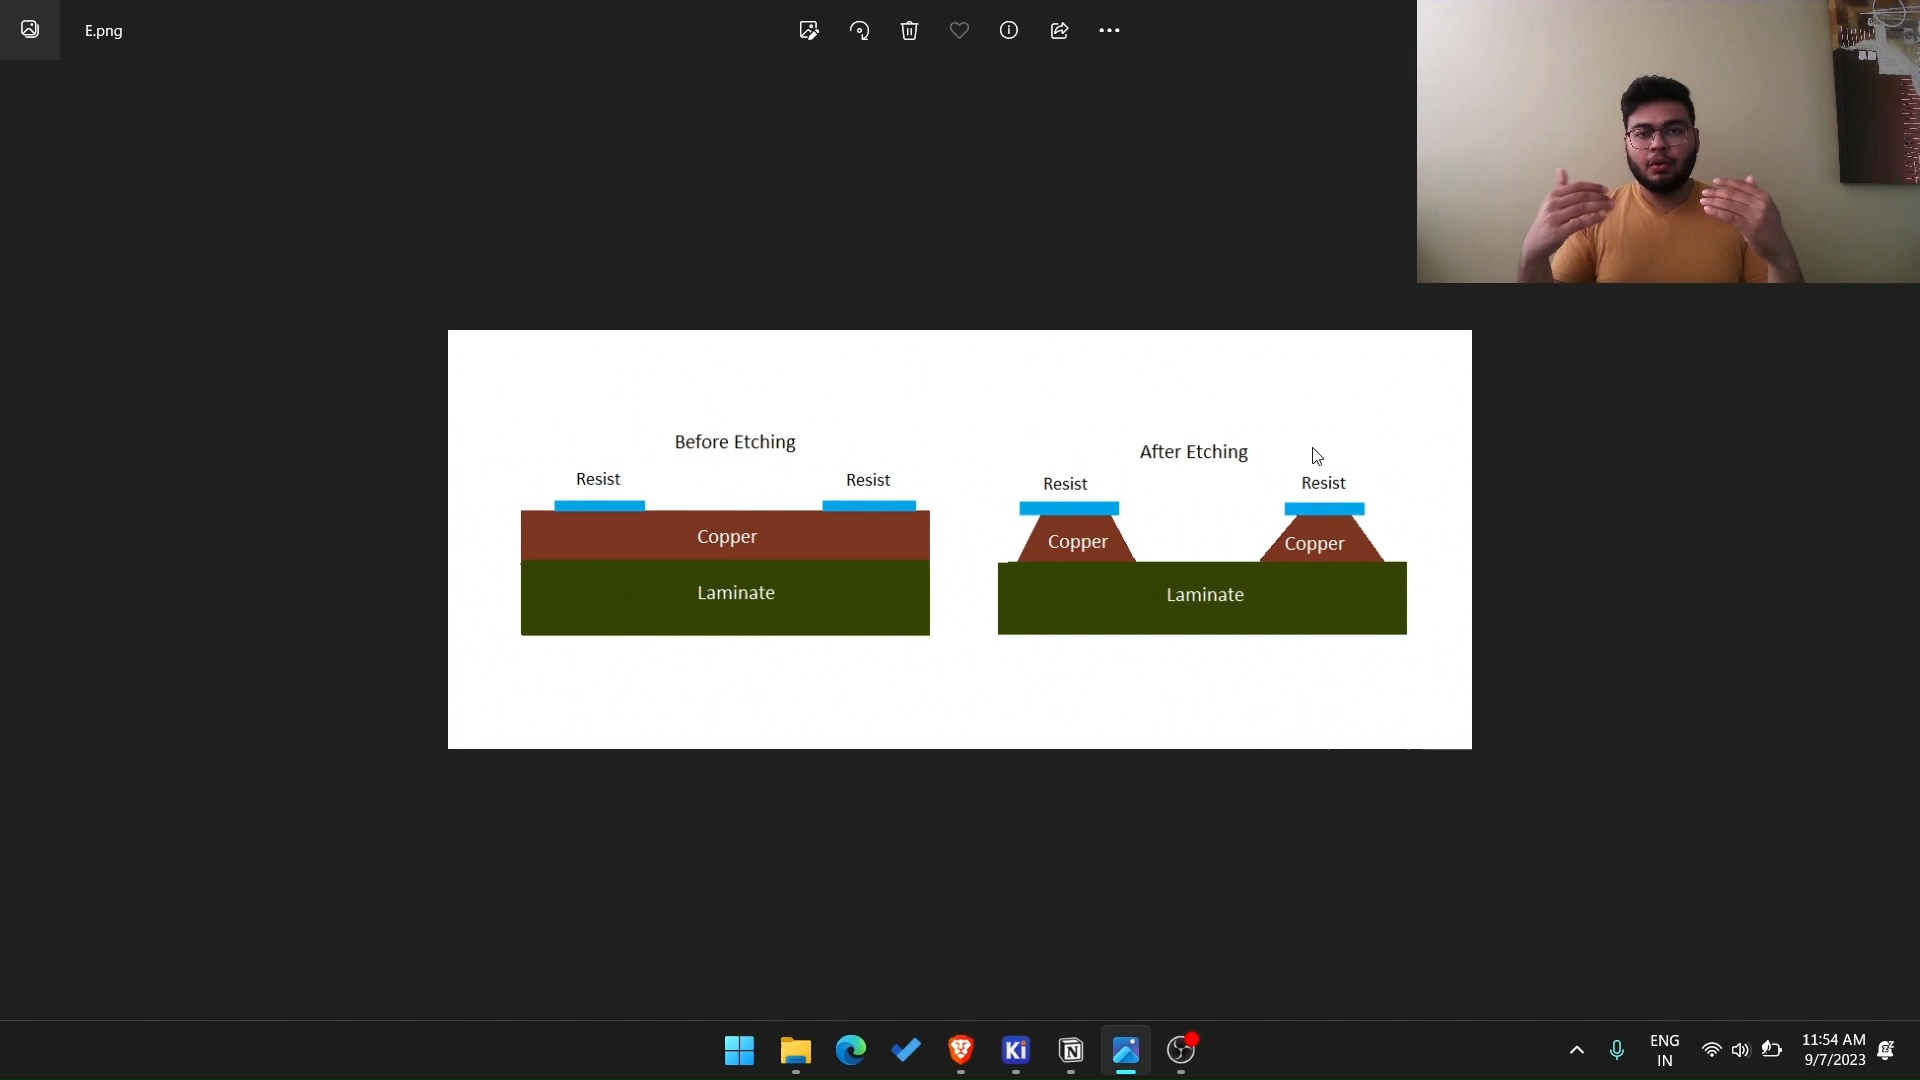 E.png
Before Etching
After Etching
Resist
Resist
Resist
Resist
Copper
Copper
Copper
Laminate
Laminate
Ki
N
ENG
IN
11:54 AM
9/7/2023